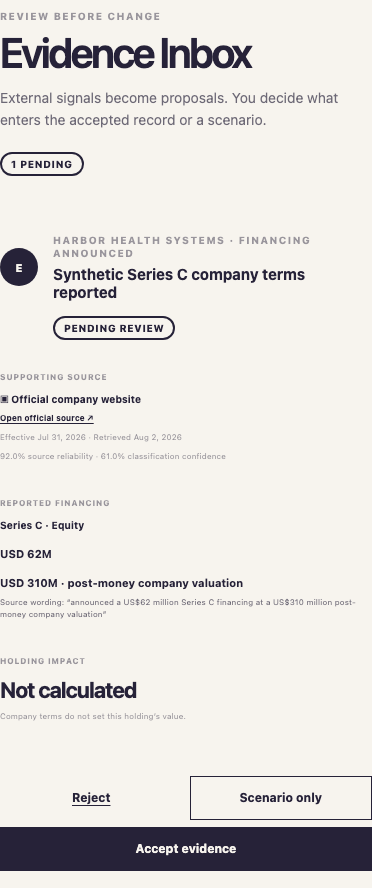 REVIEW BEFORE CHANGE
Evidence Inbox
External signals become proposals. You decide what
enters the accepted record or a scenario.
1 PENDING
HARBOR HEALTH SYSTEMS · FINANCING
ANNOUNCED
E
Synthetic Series C company terms
reported
PENDING REVIEW
SUPPORTING SOURCE
▣ Official company website
Open official source ↗
Effective Jul 31, 2026 · Retrieved Aug 2, 2026
92.0% source reliability · 61.0% classification confidence
REPORTED FINANCING
Series C · Equity
USD 62M
USD 310M · post-money company valuation
Source wording: “announced a US$62 million Series C financing at a US$310 million post-
money company valuation”
HOLDING IMPACT
Not calculated
Company terms do not set this holding's value.
Reject
Scenario only
Accept evidence